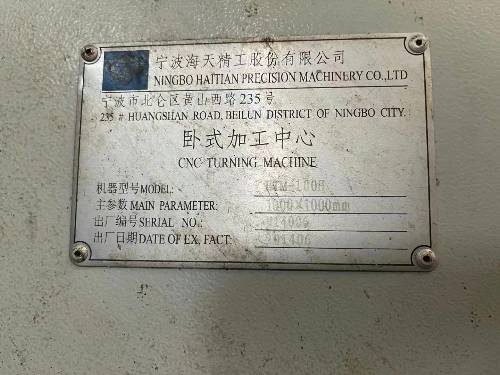 宁波海天精工股份有限公司
NINGBO HAITIAN PRECISION MACHINERY CO.,LTD
宁波市北仑区黄山西路235号
235 # HUANGSHAN ROAD, BEILUN DISTRICT OF NINGBO CITY.
卧式加工中心
CNC TURNING MACHINE
机器型号MODEL:
主参数MAIN PARAMETER: 1000×1000mm
出厂编号SERIAL NO.:
出厂日期DATE OF EX. FACT: 201406